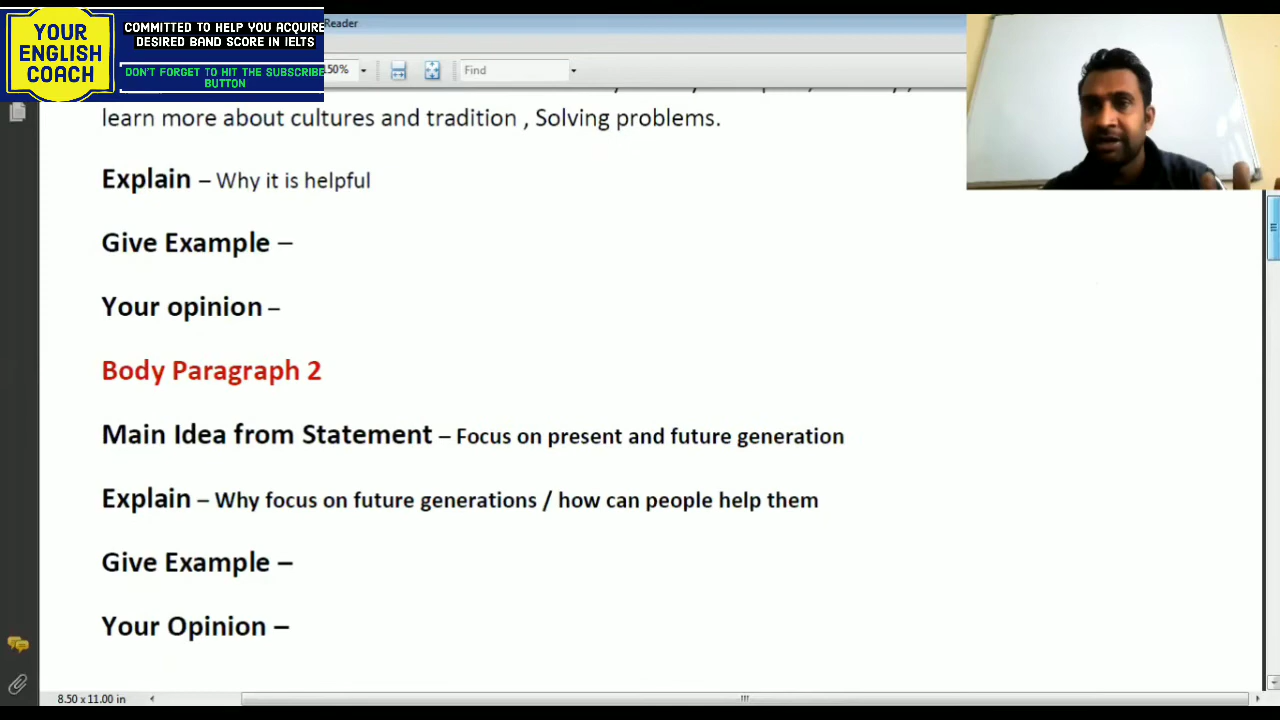 YOUR
ENGLISH
COACH
COMMITTED TO HELP YOU ACQUIRE
DESIRED BAND SCORE IN IELTS
DON'T FORGET TO HIT THE SUBSCRIBE
BUTTON
Reader
50%
Find
learn more about cultures and tradition , Solving problems.
Explain – Why it is helpful
Give Example –
Your opinion –
Body Paragraph 2
Main Idea from Statement – Focus on present and future generation
Explain – Why focus on future generations / how can people help them
Give Example –
Your Opinion –
8.50 x 11.00 in